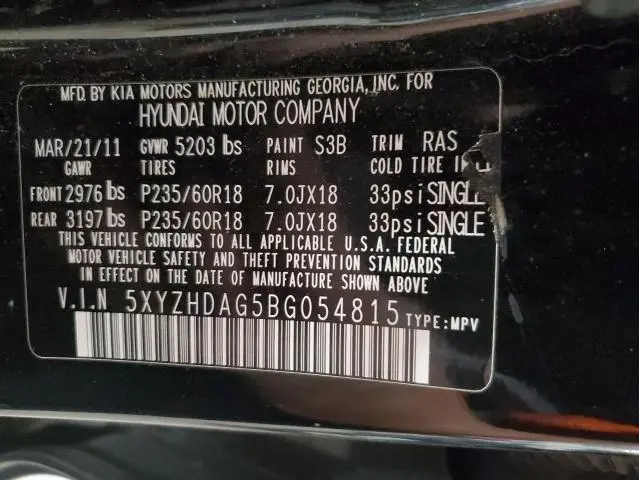 MFD. BY KIA MOTORS MANUFACTURING GEORGIA, INC. FOR
HYUNDAI MOTOR COMPANY
MAR/21/11 GVWR 5203 lbs PAINT S3B TRIM RAS
GAWR TIRES RIMS COLD TIRE
FRONT 2976 lbs P235/60R18 7.0JX18 33psi SINGLE
REAR 3197 lbs P235/60R18 7.0JX18 33psi SINGLE
THIS VEHICLE CONFORMS TO ALL APPLICABLE U.S.A. FEDERAL
MOTOR VEHICLE SAFETY AND THEFT PREVENTION STANDARDS
IN EFFECT ON THE DATE OF MANUFACTURE SHOWN ABOVE.
V.I.N. 5XYZHDAG5BG054815 TYPE:MPV